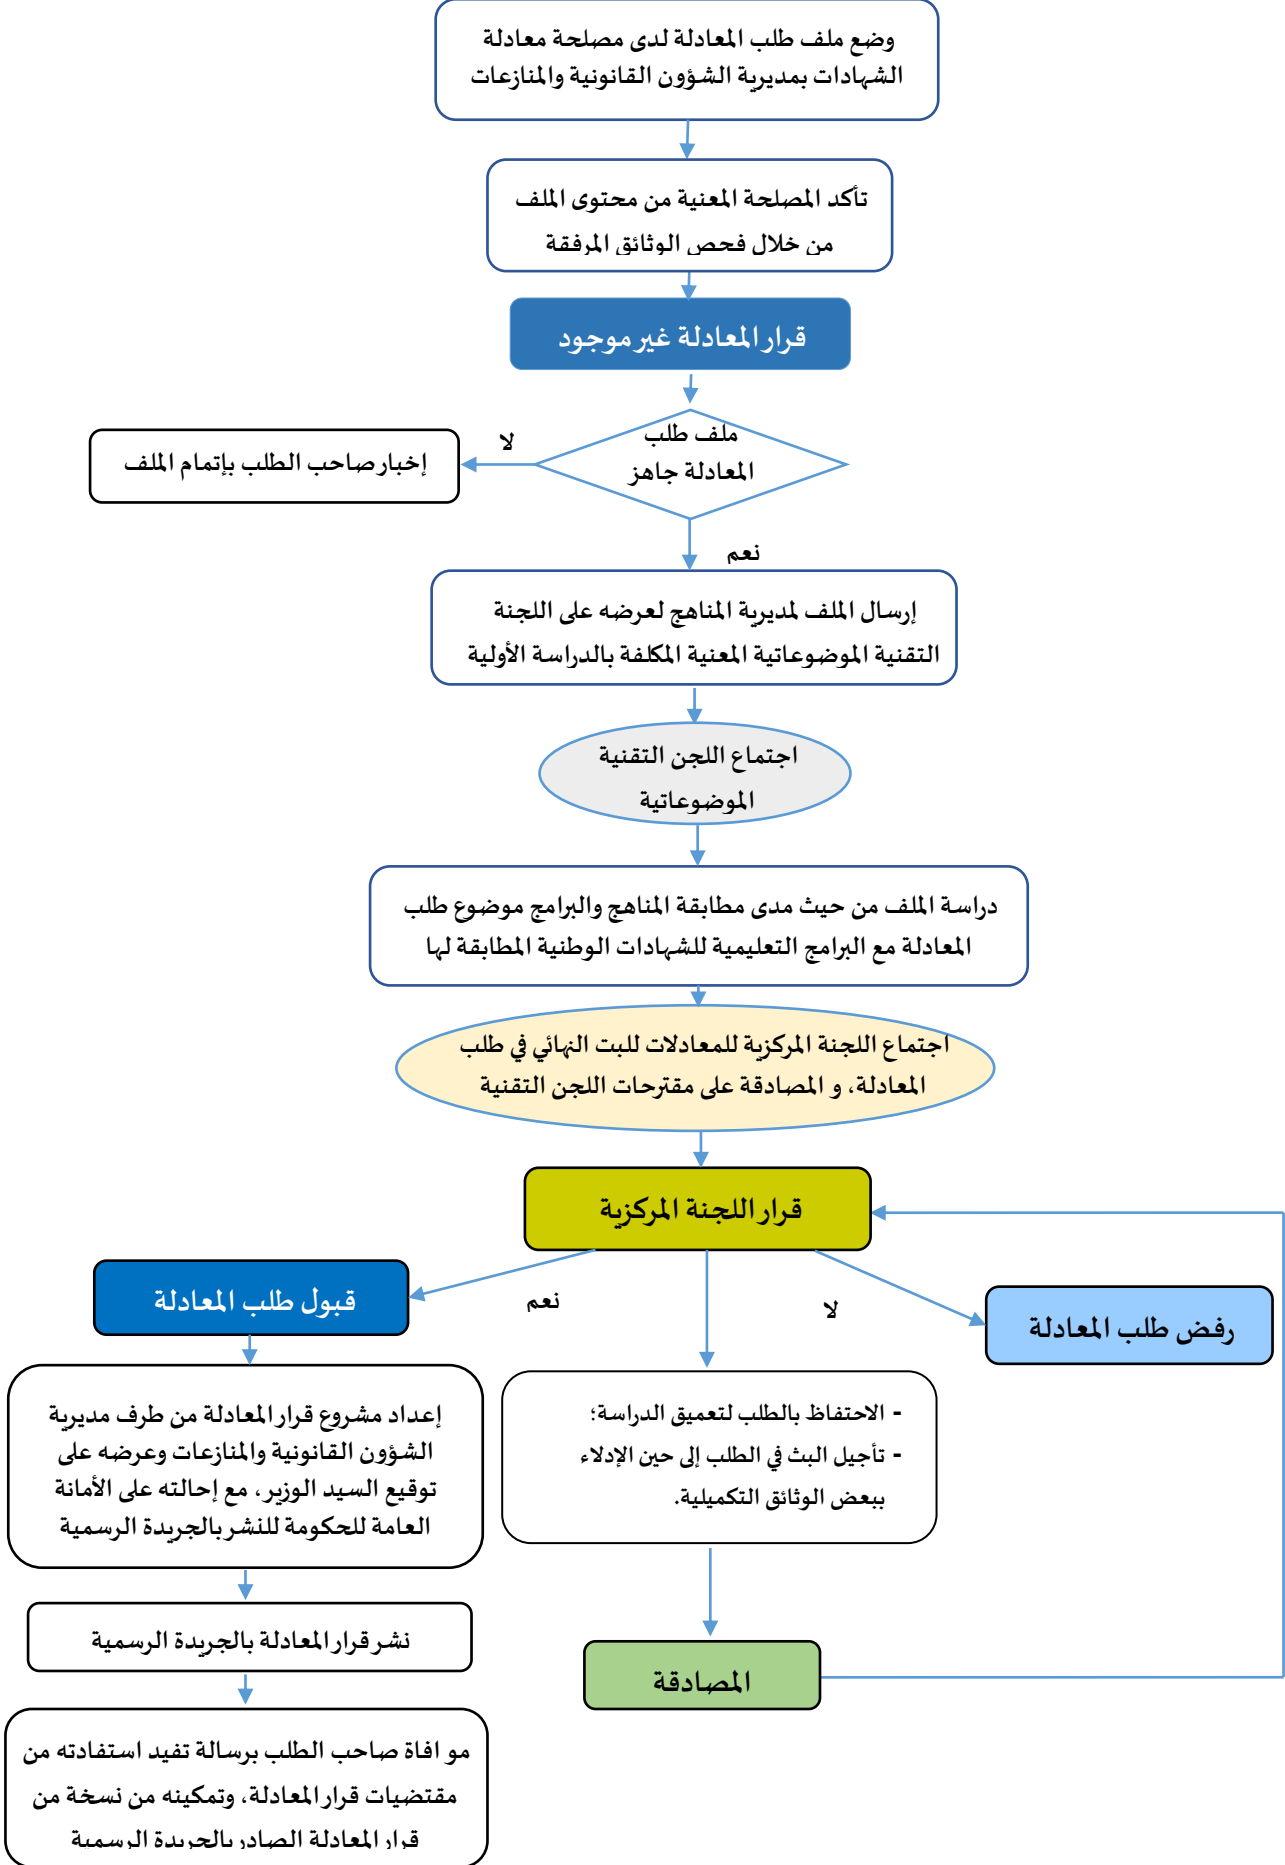 وضع ملف طلب المعادلة لدى مصلحة معادلة
الشهادات بمديرية الشؤون القانونية والمنازعات
تأكد المصلحة المعنية من محتوى الملف
من خلال فحص الوثائق المرفقة
قرار المعادلة غير موجود
ملف طلب
المعادلة جاهز
لا
إخبار صاحب الطلب بإتمام الملف
نعم
إرسال الملف لمديرية المناهج لعرضه على اللجنة
التقنية الموضوعاتية المعنية المكلفة بالدراسة الأولية
اجتماع اللجن التقنية
الموضوعاتية
دراسة الملف من حيث مدى مطابقة المناهج والبرامج موضوع طلب
المعادلة مع البرامج التعليمية للشهادات الوطنية المطابقة لها
اجتماع اللجنة المركزية للمعادلات للبت النهائي في طلب
المعادلة، و المصادقة على مقترحات اللجن التقنية
قرار اللجنة المركزية
نعم
لا
قبول طلب المعادلة
رفض طلب المعادلة
إعداد مشروع قرار المعادلة من طرف مديرية
الشؤون القانونية والمنازعات وعرضه على
توقيع السيد الوزير، مع إحالته على الأمانة
العامة للحكومة للنشر بالجريدة الرسمية
- الاحتفاظ بالطلب لتعميق الدراسة؛
- تأجيل البث في الطلب إلى حين الإدلاء
ببعض الوثائق التكميلية.
نشر قرار المعادلة بالجريدة الرسمية
المصادقة
مو افاة صاحب الطلب برسالة تفيد استفادته من
مقتضيات قرار المعادلة، وتمكينه من نسخة من
قرار المعادلة الصادر بالجريدة الرسمية